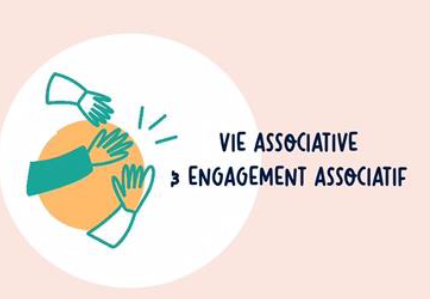 VIE ASSOCIATIVE
& ENGAGEMENT ASSOCIATIF